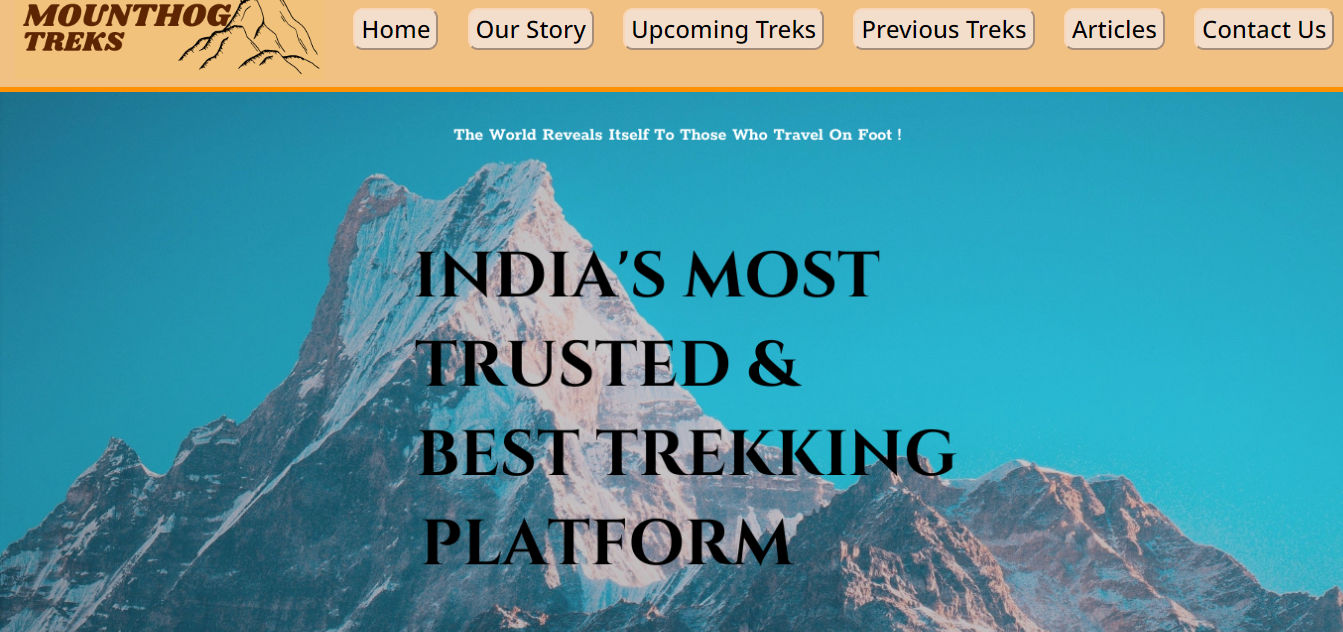 MOUNTHOG
TREKS
Home
Our Story
Upcoming Treks
Previous Treks
Articles
Contact Us
The World Reveals Itself To Those Who Travel On Foot !
INDIA'S MOST
TRUSTED &
BEST TREKKING
PLATFORM